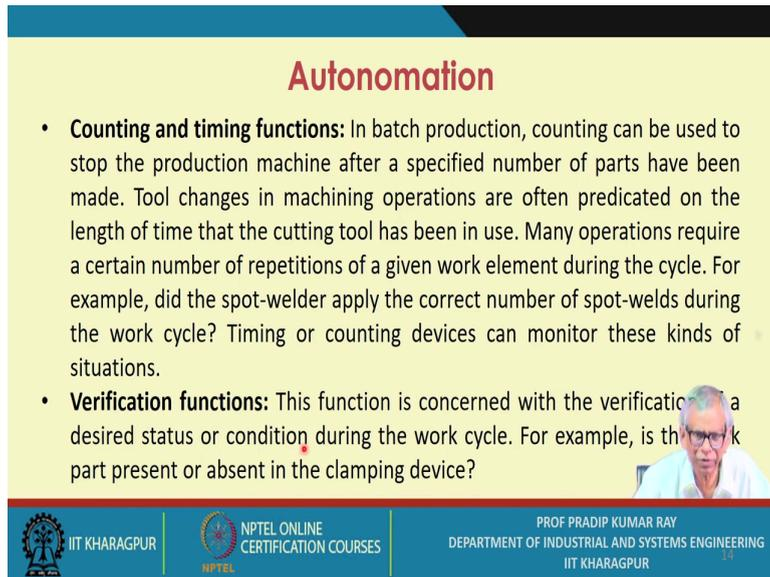 Autonomation
• Counting and timing functions: In batch production, counting can be used to
stop the production machine after a specified number of parts have been
made. Tool changes in machining operations are often predicated on the
length of time that the cutting tool has been in use. Many operations require
a certain number of repetitions of a given work element during the cycle. For
example, did the spot-welder apply the correct number of spot-welds during
the work cycle? Timing or counting devices can monitor these kinds of
situations.
• Verification functions: This function is concerned with the a
desired status or condition during the work cycle. For example, is
part present or absent in the clamping device?
IIT KHARAGPUR
NPTEL
NPTEL ONLINE
CERTIFICATION COURSES
PROF PRADIP KUMAR RAY
DEPARTMENT OF INDUSTRIAL AND SYSTEMS ENGINEERING
IIT KHARAGPUR
14